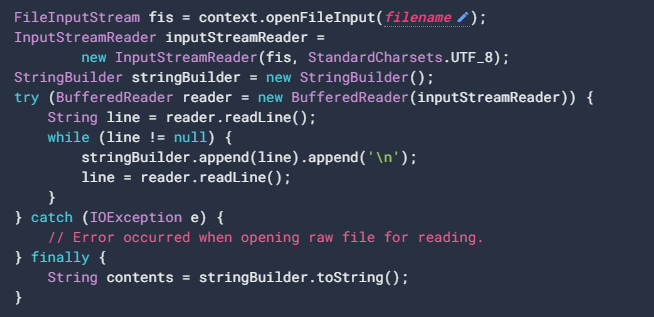 FileInputStream fis = context.openFileInput(filename);
InputStreamReader inputStreamReader =
        new InputStreamReader(fis, StandardCharsets.UTF_8);
StringBuilder stringBuilder = new StringBuilder();
try (BufferedReader reader = new BufferedReader(inputStreamReader)) {
    String line = reader.readLine();
    while (line != null) {
        stringBuilder.append(line).append('\n');
        line = reader.readLine();
    }
} catch (IOException e) {
    // Error occurred when opening raw file for reading.
} finally {
    String contents = stringBuilder.toString();
}